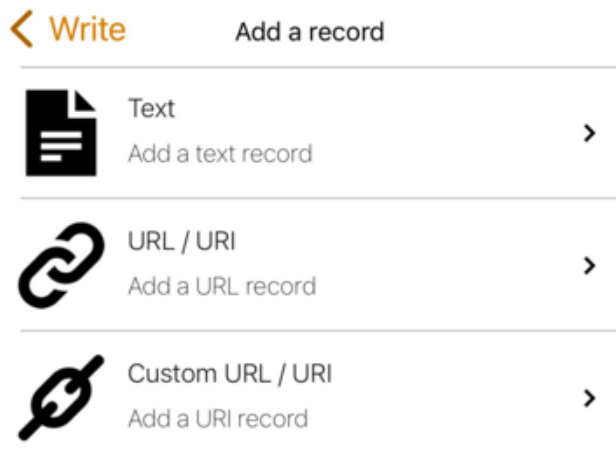 Write
Add a record
Text
Add a text record
URL / URI
Add a URL record
Custom URL / URI
Add a URI record